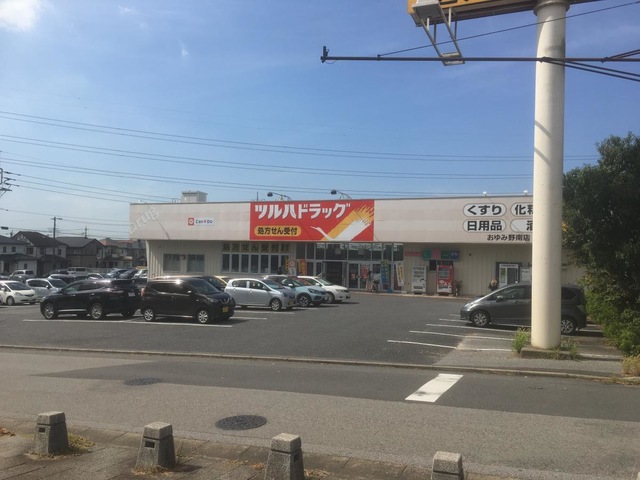 Can★Do
ツルハドラッグ
処方せん受付
くすり
化粧
日用品
酒
おゆみ野南店